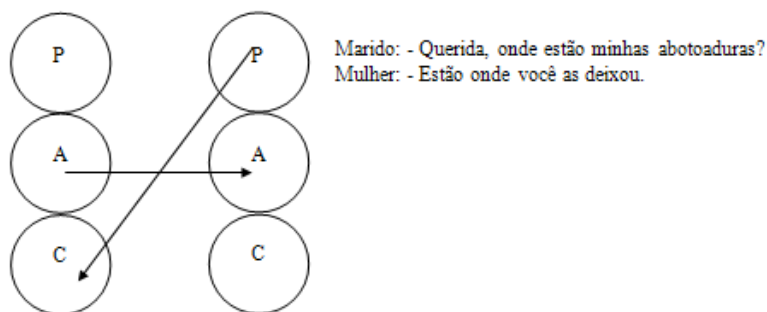 P P
Marido: - Querida, onde estão minhas abotoaduras?
Mulher: - Estão onde você as deixou.
A A
C C